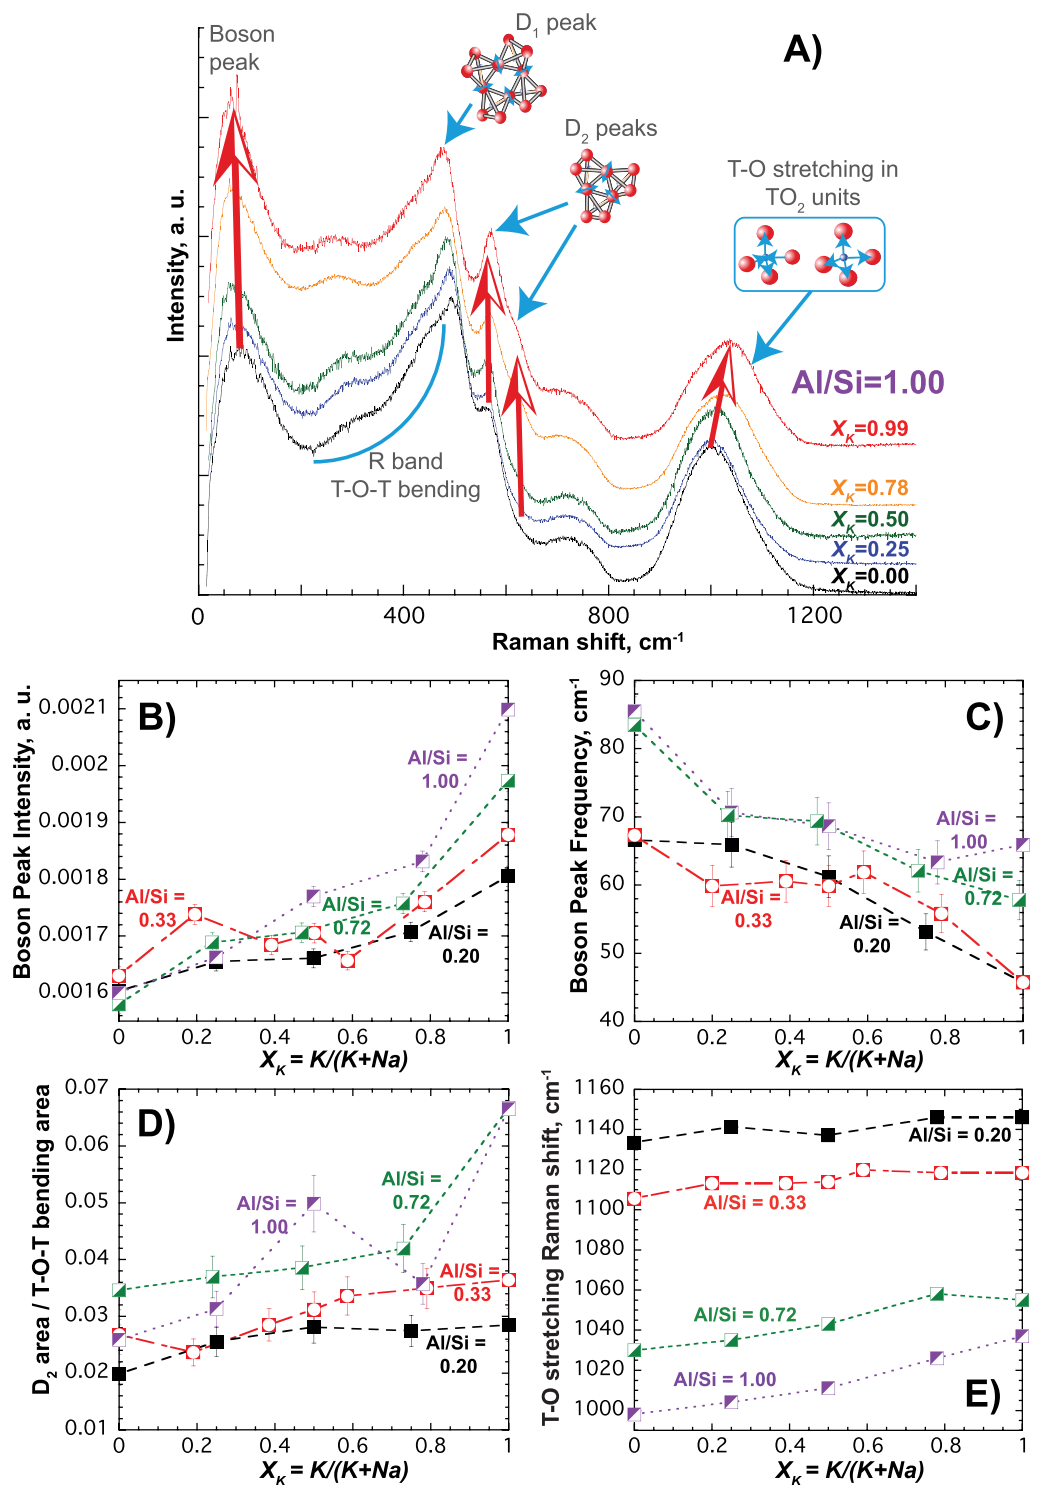 Boson
peak
D1 peak
D2 peaks
A)
T-O stretching in
TO2 units
Intensity, a. u.
Al/Si=1.00
R band
T-O-T bending
XK=0.99
XK=0.78
XK=0.50
XK=0.25
XK=0.00
0 400 800 1200
Raman shift, cm-1
B)
Boson Peak Intensity, a. u.
0.0021
0.002
0.0019
0.0018
0.0017
0.0016
Al/Si =
1.00
Al/Si =
0.33
Al/Si =
0.72
Al/Si =
0.20
0 0.2 0.4 0.6 0.8 1
XK = K/(K+Na)
C)
Boson Peak Frequency, cm-1
90
80
70
60
50
40
Al/Si =
1.00
Al/Si =
0.72
Al/Si =
0.33
Al/Si =
0.20
0 0.2 0.4 0.6 0.8 1
XK = K/(K+Na)
D)
D2 area / T-O-T bending area
0.07
0.06
0.05
0.04
0.03
0.02
0.01
Al/Si =
1.00
Al/Si =
0.72
Al/Si =
0.33
Al/Si =
0.20
0 0.2 0.4 0.6 0.8 1
XK = K/(K+Na)
T-O stretching Raman shift, cm-1
1160
1140
1120
1100
1080
1060
1040
1020
1000
Al/Si = 0.20
Al/Si = 0.33
Al/Si = 0.72
Al/Si = 1.00
E)
0 0.2 0.4 0.6 0.8 1
XK = K/(K+Na)